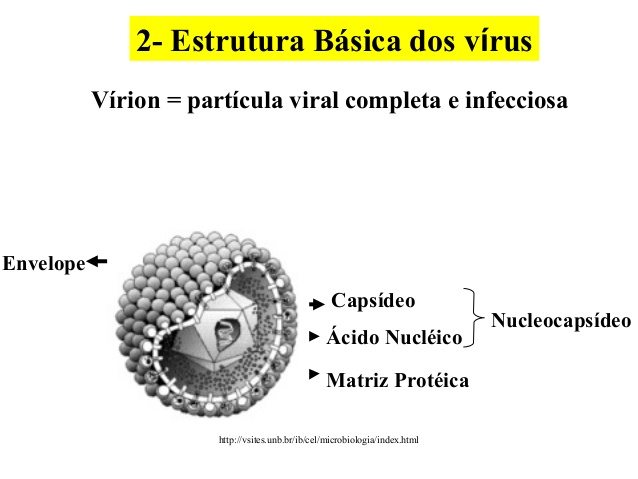 2- Estrutura Básica dos vírus
Vírion = partícula viral completa e infecciosa
Envelope
Capsídeo
Nucleocapsídeo
Ácido Nucléico
Matriz Protéica
http://vsites.unb.br/ib/cel/microbiologia/index.html